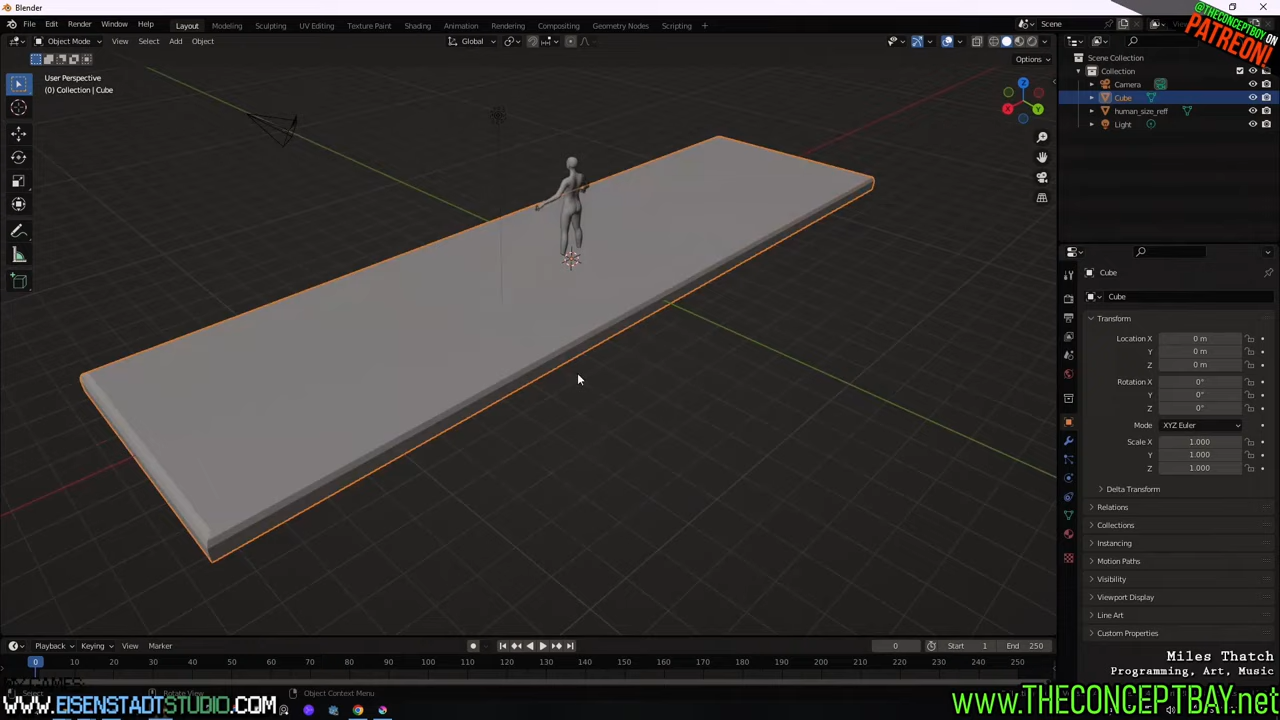 Blender
File Edit Render Window Help
Layout Modeling Sculpting UV Editing Texture Paint Shading Animation Rendering Compositing Geometry Nodes Scripting +
Scene
@THECONCEPTBOY ON
PATREON!
Object Mode View Select Add Object
Global
Options
User Perspective
(0) Collection | Cube
Z
X
Y
Scene Collection
Collection
Camera
Cube
human_size_reff
Light
Cube
Cube
Transform
Location X 0 m
Y 0 m
Z 0 m
Rotation X 0°
Y 0°
Z 0°
Mode XYZ Euler
Scale X 1.000
Y 1.000
Z 1.000
Delta Transform
Relations
Collections
Instancing
Motion Paths
Visibility
Viewport Display
Line Art
Custom Properties
Playback Keying View Marker
0 Start 1 End 250
0 10 20 30 40 50 60 70 80 90 100 110 120 130 140 150 160 170 180 190 200 210 220 230 240 250
Miles Thatch
Programming, Art, Music
Select Rotate View Object Context Menu
www.EISENSTADTSTUDIO.COM
www.THECONCEPTBAY.net